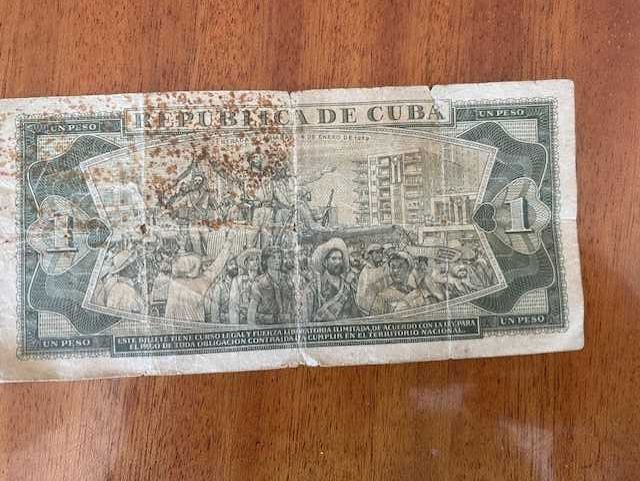 REPUBLICA DE CUBA
UN PESO
UN PESO
DE ENERO DE 1959
1
1
UN PESO
UN PESO
ESTE BILLETE TIENE CURSO LEGAL Y FUERZA LIBERATORIA ILIMITADA, DE ACUERDO CON LA LEY, PARA
EL PAGO DE TODA OBLIGACION CONTRAIDA A CUMPLIR EN EL TERRITORIO NACIONAL.